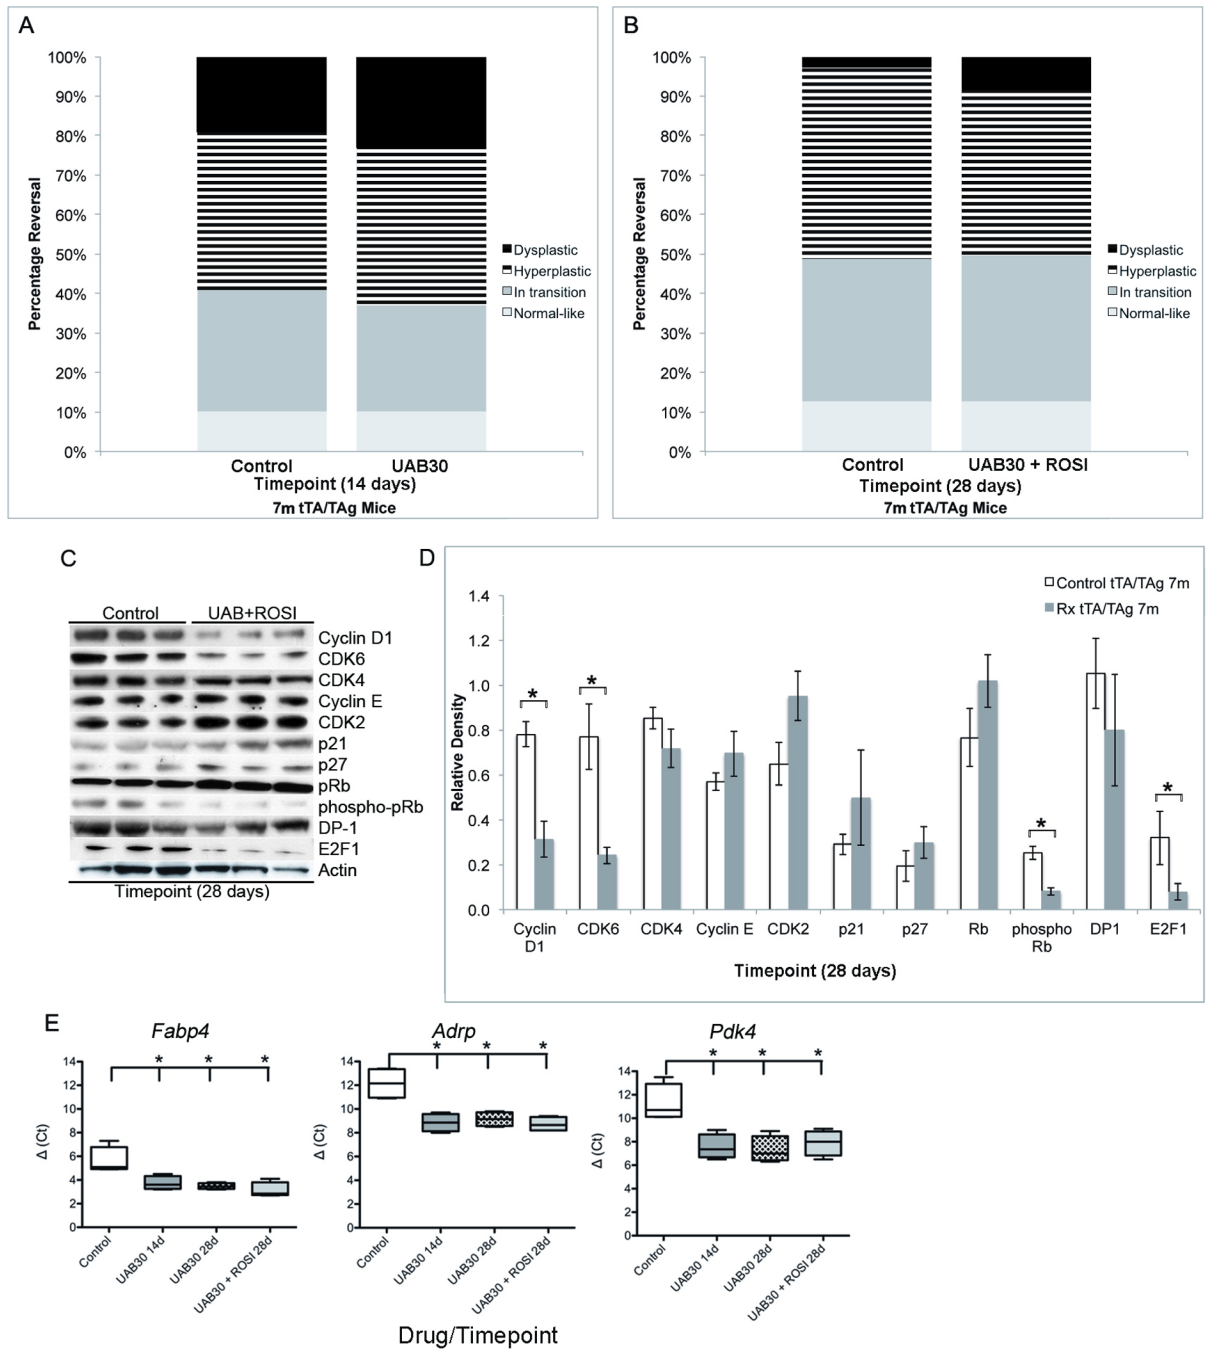 A
100%
90%
80%
70%
60%
50%
40%
30%
20%
10%
0%
Percentage Reversal
Dysplastic
Hyperplastic
In transition
Normal-like
Control UAB30
Timepoint (14 days)
7m tTA/TAg Mice
B
100%
90%
80%
70%
60%
50%
40%
30%
20%
10%
0%
Percentage Reversal
Dysplastic
Hyperplastic
In transition
Normal-like
Control UAB30 + ROSI
Timepoint (28 days)
7m tTA/TAg Mice
C
Control UAB+ROSI
Cyclin D1
CDK6
CDK4
Cyclin E
CDK2
p21
p27
pRb
phospho-pRb
DP-1
E2F1
Actin
Timepoint (28 days)
D
Control tTA/TAg 7m
Rx tTA/TAg 7m
1.4
1.2
1.0
0.8
0.6
0.4
0.2
0.0
Relative Density
* * * *
Cyclin D1 CDK6 CDK4 Cyclin E CDK2 p21 p27 Rb phospho Rb DP1 E2F1
Timepoint (28 days)
E
Fabp4
* * *
14
12
10
8
6
4
2
0
Δ (Ct)
Control
UAB30 14d
UAB30 28d
UAB30 + ROSI 28d
Adrp
* * *
14
12
10
8
6
4
2
0
Δ (Ct)
Control
UAB30 14d
UAB30 28d
UAB30 + ROSI 28d
Pdk4
* * *
14
12
10
8
6
4
2
0
Δ (Ct)
Control
UAB30 14d
UAB30 28d
UAB30 + ROSI 28d
Drug/Timepoint